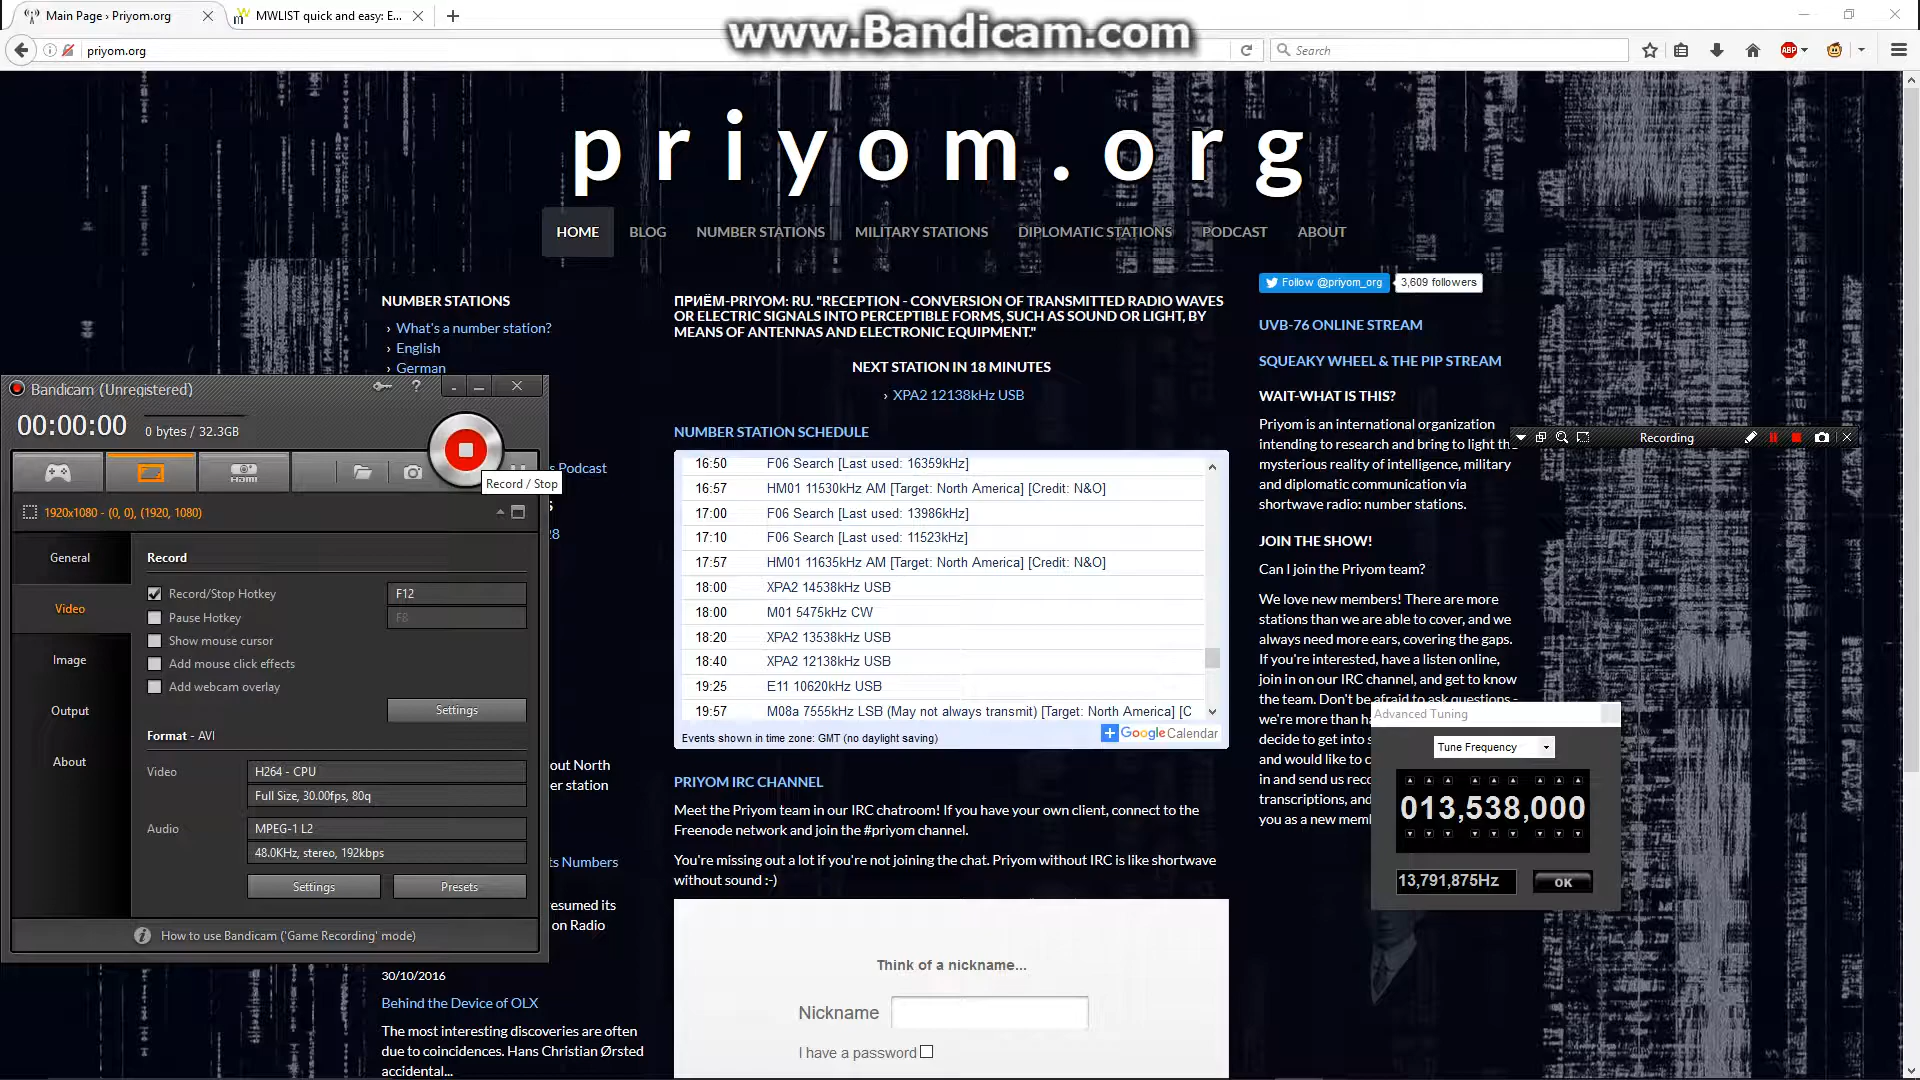 Main Page › Priyom.org
MWLIST quick and easy: E...
www.Bandicam.com
priyom.org
Search
ABP
priyom.org
HOME
BLOG
NUMBER STATIONS
MILITARY STATIONS
DIPLOMATIC STATIONS
PODCAST
ABOUT
NUMBER STATIONS
› What's a number station?
› English
› German
ПРИЁМ-PRIYOM: RU. "RECEPTION - CONVERSION OF TRANSMITTED RADIO WAVES
OR ELECTRIC SIGNALS INTO PERCEPTIBLE FORMS, SUCH AS SOUND OR LIGHT, BY
MEANS OF ANTENNAS AND ELECTRONIC EQUIPMENT."
NEXT STATION IN 18 MINUTES
› XPA2 12138kHz USB
NUMBER STATION SCHEDULE
16:50 F06 Search [Last used: 16359kHz]
16:57 HM01 11530kHz AM [Target: North America] [Credit: N&O]
17:00 F06 Search [Last used: 13986kHz]
17:10 F06 Search [Last used: 11523kHz]
17:57 HM01 11635kHz AM [Target: North America] [Credit: N&O]
18:00 XPA2 14538kHz USB
18:00 M01 5475kHz CW
18:20 XPA2 13538kHz USB
18:40 XPA2 12138kHz USB
19:25 E11 10620kHz USB
19:57 M08a 7555kHz LSB (May not always transmit) [Target: North America] [C
Events shown in time zone: GMT (no daylight saving)
Google Calendar
PRIYOM IRC CHANNEL
Meet the Priyom team in our IRC chatroom! If you have your own client, connect to the
Freenode network and join the #priyom channel.
You're missing out a lot if you're not joining the chat. Priyom without IRC is like shortwave
without sound :-)
Think of a nickname...
Nickname
I have a password
Follow @priyom_org
3,609 followers
UVB-76 ONLINE STREAM
SQUEAKY WHEEL & THE PIP STREAM
WAIT-WHAT IS THIS?
Priyom is an international organization
intending to research and bring to light th
mysterious reality of intelligence, military
and diplomatic communication via
shortwave radio: number stations.
JOIN THE SHOW!
Can I join the Priyom team?
We love new members! There are more
stations than we are able to cover, and we
always need more ears, covering the gaps.
If you're interested, have a listen online,
join in on our IRC channel, and get to know
the team. Don't be afraid to ask questions -
we're more than ha
decide to get into s
and would like to c
in and send us reco
transcriptions, and
you as a new memb
Recording
Advanced Tuning
Tune Frequency
013,538,000
13,791,875Hz
OK
Bandicam (Unregistered)
?
00:00:00
0 bytes / 32.3GB
HDMI
Record / Stop
1920x1080 - (0, 0), (1920, 1080)
General
Video
Image
Output
About
Record
Record/Stop Hotkey
F12
Pause Hotkey
F8
Show mouse cursor
Add mouse click effects
Add webcam overlay
Settings
Format - AVI
Video
H264 - CPU
Full Size, 30.00fps, 80q
Audio
MPEG-1 L2
48.0KHz, stereo, 192kbps
Settings
Presets
How to use Bandicam ('Game Recording' mode)
s Podcast
28
out North
er station
ts Numbers
esumed its
on Radio
30/10/2016
Behind the Device of OLX
The most interesting discoveries are often
due to coincidences. Hans Christian Ørsted
accidental...